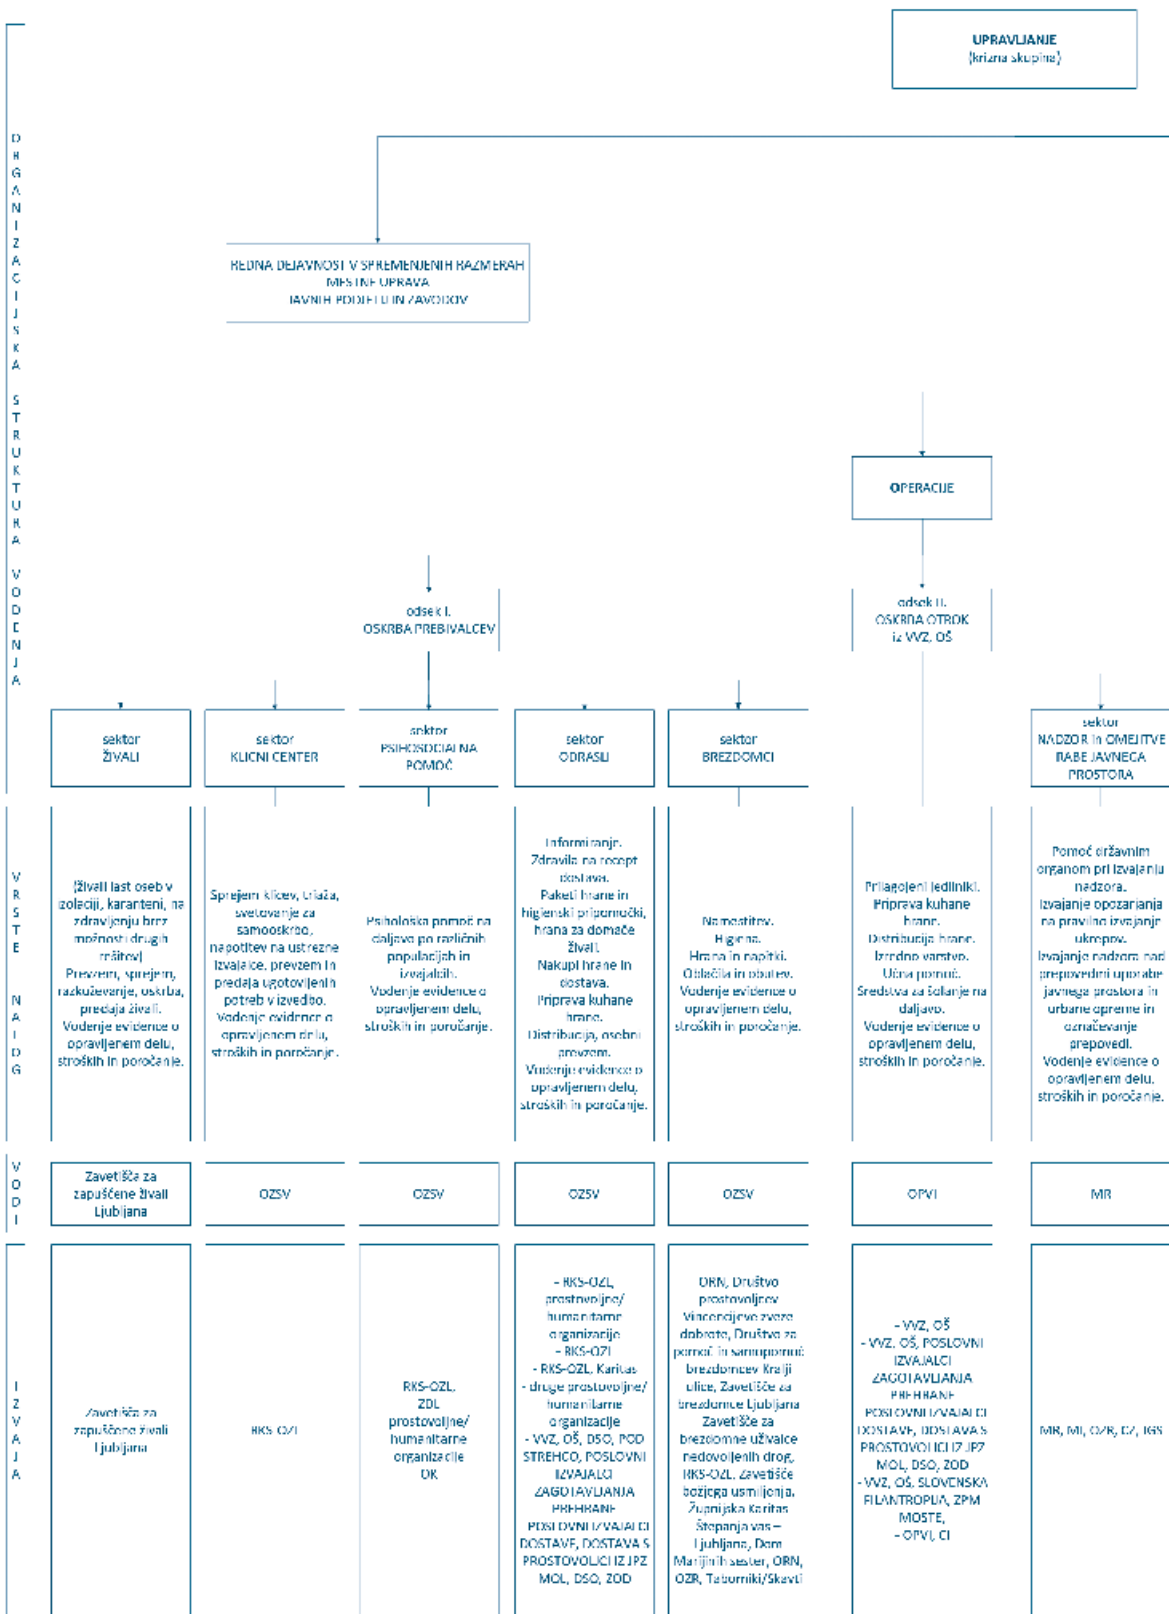 UPRAVLJANJE
(krizna skupina)
ORGANIZACIJSKA STRUKTURA VODENJA
REDNA DEJAVNOST V SPREMENJENIH RAZMERAH
MESTNE UPRAVA
JAVNIH PODJETIJ IN ZAVODOV
OPERACIJE
odsek I.
OSKRBA PREBIVALCEV
odsek II.
OSKRBA OTROK
iz VVZ, OŠ
sektor
ŽIVALI
sektor
KLICNI CENTER
sektor
PSIHOSOCIALNA
POMOČ
sektor
ODRASLI
sektor
BREZDOMCI
sektor
NADZOR in OMEJITVE
RABE JAVNEGA
PROSTORA
VRSTE NALOG
(živali last oseb v
izolaciji, karanteni, na
zdravljenju brez
možnosti drugih
rešitev)
Prevzem, sprejem,
razkuževanje, oskrba,
predaja živali.
Vodenje evidence o
opravljenem delu,
stroških in poročanje.
Sprejem klicev, triaža,
svetovanje za
samooskrbo,
napotitev na ustrezne
izvajalce, prevzem in
predaja ugotovljenih
potreb v izvedbo.
Vodenje evidence o
opravljenem delu,
stroških in poročanje.
Psihološka pomoč na
daljavo po različnih
populacijah in
izvajalcih.
Vodenje evidence o
opravljenem delu,
stroških in poročanje.
Informiranje.
Zdravila na recept
dostava.
Paketi hrane in
higienski pripomočki,
hrana za domače
živali.
Nakupi hrane in
dostava.
Priprava kuhane
hrane.
Distribucija, osebni
prevzem.
Vodenje evidence o
opravljenem delu,
stroških in poročanje.
Namestitev.
Higiena.
Hrana in napitki.
Oblačila in obutev.
Vodenje evidence o
opravljenem delu,
stroških in poročanje.
Prilagojeni jedilniki.
Priprava kuhane
hrane.
Distribucija hrane.
Izredno varstvo.
Učna pomoč.
Sredstva za šolanje na
daljavo.
Vodenje evidence o
opravljenem delu,
stroških in poročanje.
Pomoč državnim
organom pri izvajanju
nadzora.
Izvajanje opozarjanja
na pravilno izvajanje
ukrepov.
Izvajanje nadzora nad
prepovedmi uporabe
javnega prostora in
urbane opreme in
označevanje
prepovedi.
Vodenje evidence o
opravljenem delu,
stroških in poročanje.
VODI
Zavetišča za
zapuščene živali
Ljubljana
OZSV
OZSV
OZSV
OZSV
OPVI
MR
IZVAJA
Zavetišča za
zapuščene živali
Ljubljana
RKS-OZL
RKS-OZL,
ZDL
prostovoljne/
humanitarne
organizacije
OK
- RKS-OZL,
prostovoljne/
humanitarne
organizacije
- RKS-OZL
- RKS-OZL, Karitas
- druge prostovoljne/
humanitarne
organizacije
- VVZ, OŠ, DSO, POD
STREHCO, POSLOVNI
IZVAJALCI
ZAGOTAVLJANJA
PREHRANE
POSLOVNI IZVAJALCI
DOSTAVE, DOSTAVA S
PROSTOVOLJCI IZ JPZ
MOL, DSO, ZOD
ORN, Društvo
prostovoljcev
Vincencijeve zveze
dobrote, Društvo za
pomoč in samopomoč
brezdomcev Kralji
ulice, Zavetišče za
brezdomce Ljubljana
Zavetišče za
brezdomne uživalce
nedovoljenih drog,
RKS-OZL, Zavetišče
božjega usmiljenja,
Župnijska Karitas
Štepanja vas –
Ljubljana, Dom
Marijinih sester, ORN,
OZR, Taborniki/Skavti
- VVZ, OŠ
- VVZ, OŠ, POSLOVNI
IZVAJALCI
ZAGOTAVLJANJA
PREHRANE
POSLOVNI IZVAJALCI
DOSTAVE, DOSTAVA S
PROSTOVOLJCI IZ JPZ
MOL, DSO, ZOD
- VVZ, OŠ, SLOVENSKA
FILANTROPIJA, ZPM
MOSTE,
- OPVI, CI
MR, MI, OZR, CZ, JGS